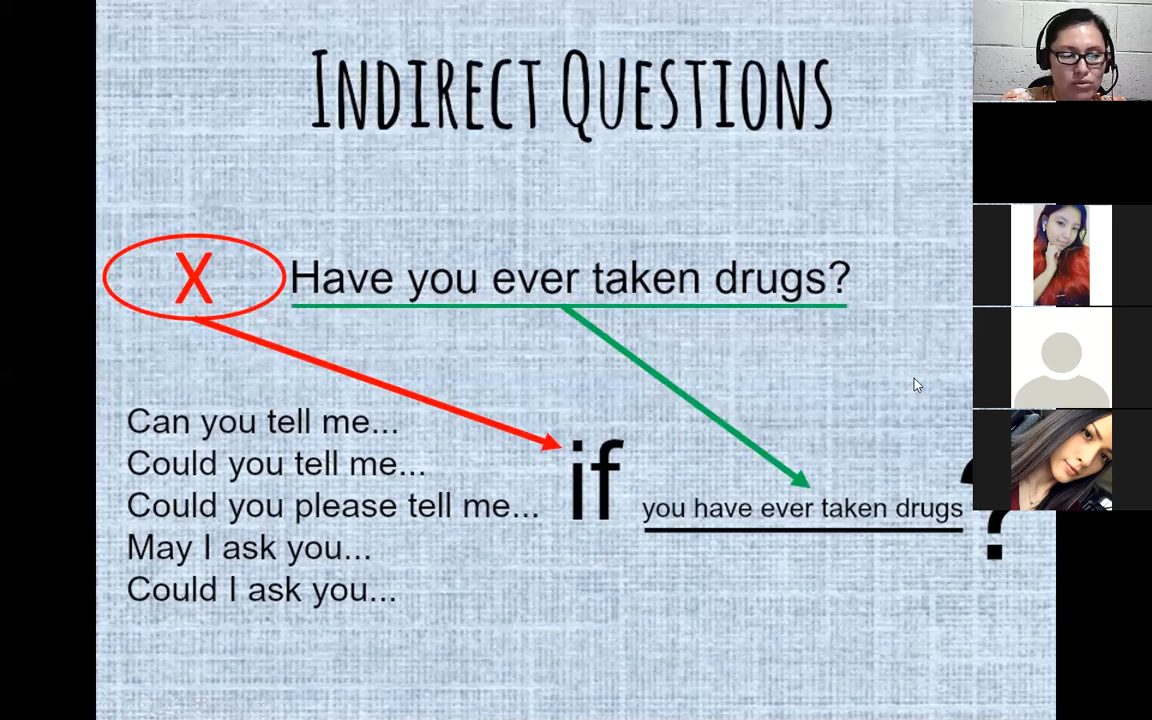 INDIRECT QUESTIONS
X Have you ever taken drugs?
Can you tell me...
Could you tell me...
Could you please tell me...
May I ask you...
Could I ask you...
if you have ever taken drugs ?